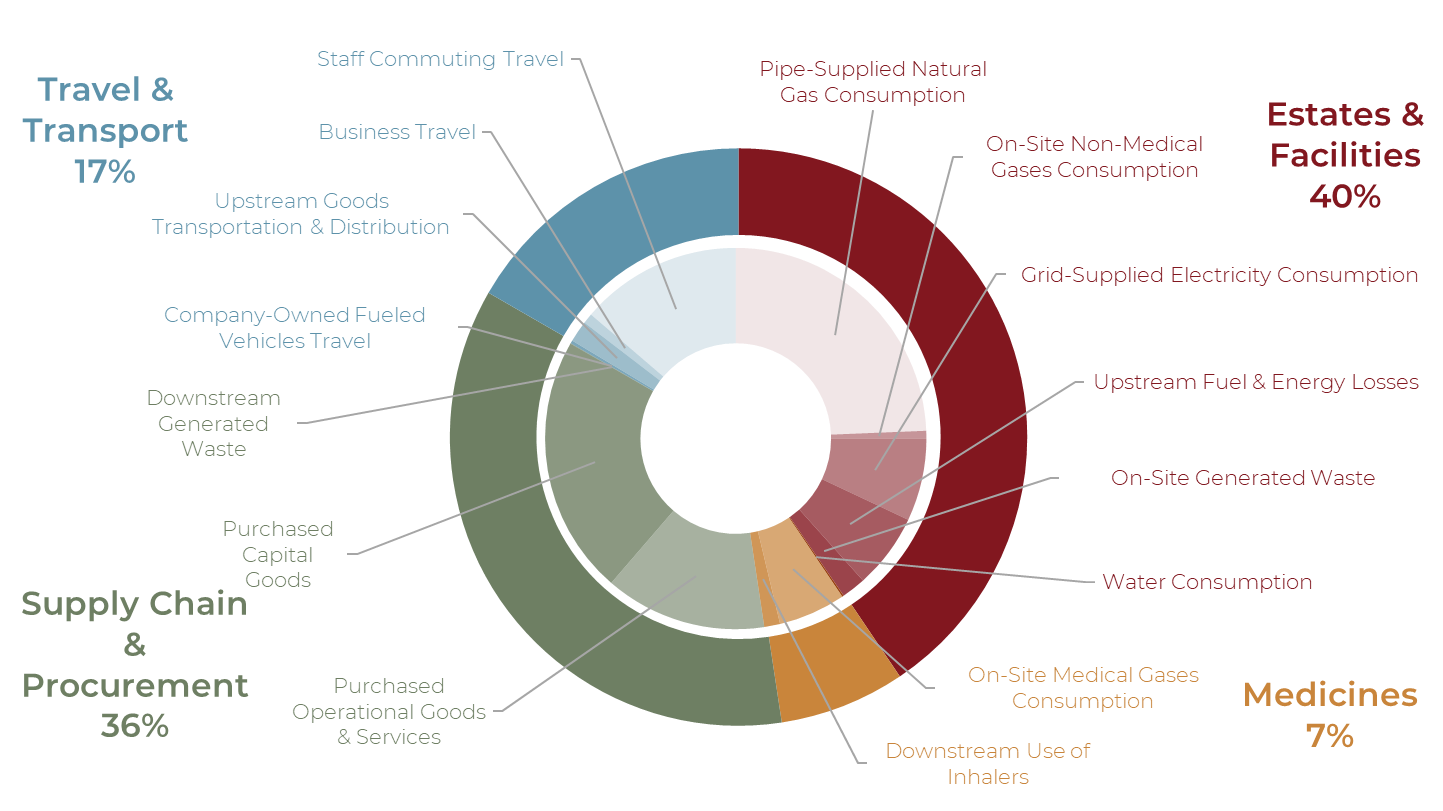 Travel &
Transport
17%
Staff Commuting Travel
Business Travel
Upstream Goods
Transportation & Distribution
Company-Owned Fueled
Vehicles Travel
Downstream
Generated
Waste
Purchased
Capital
Goods
Supply Chain
&
Procurement
36%
Purchased
Operational Goods
& Services
Pipe-Supplied Natural
Gas Consumption
On-Site Non-Medical
Gases Consumption
Estates &
Facilities
40%
Grid-Supplied Electricity Consumption
Upstream Fuel & Energy Losses
On-Site Generated Waste
Water Consumption
On-Site Medical Gases
Consumption
Medicines
7%
Downstream Use of
Inhalers